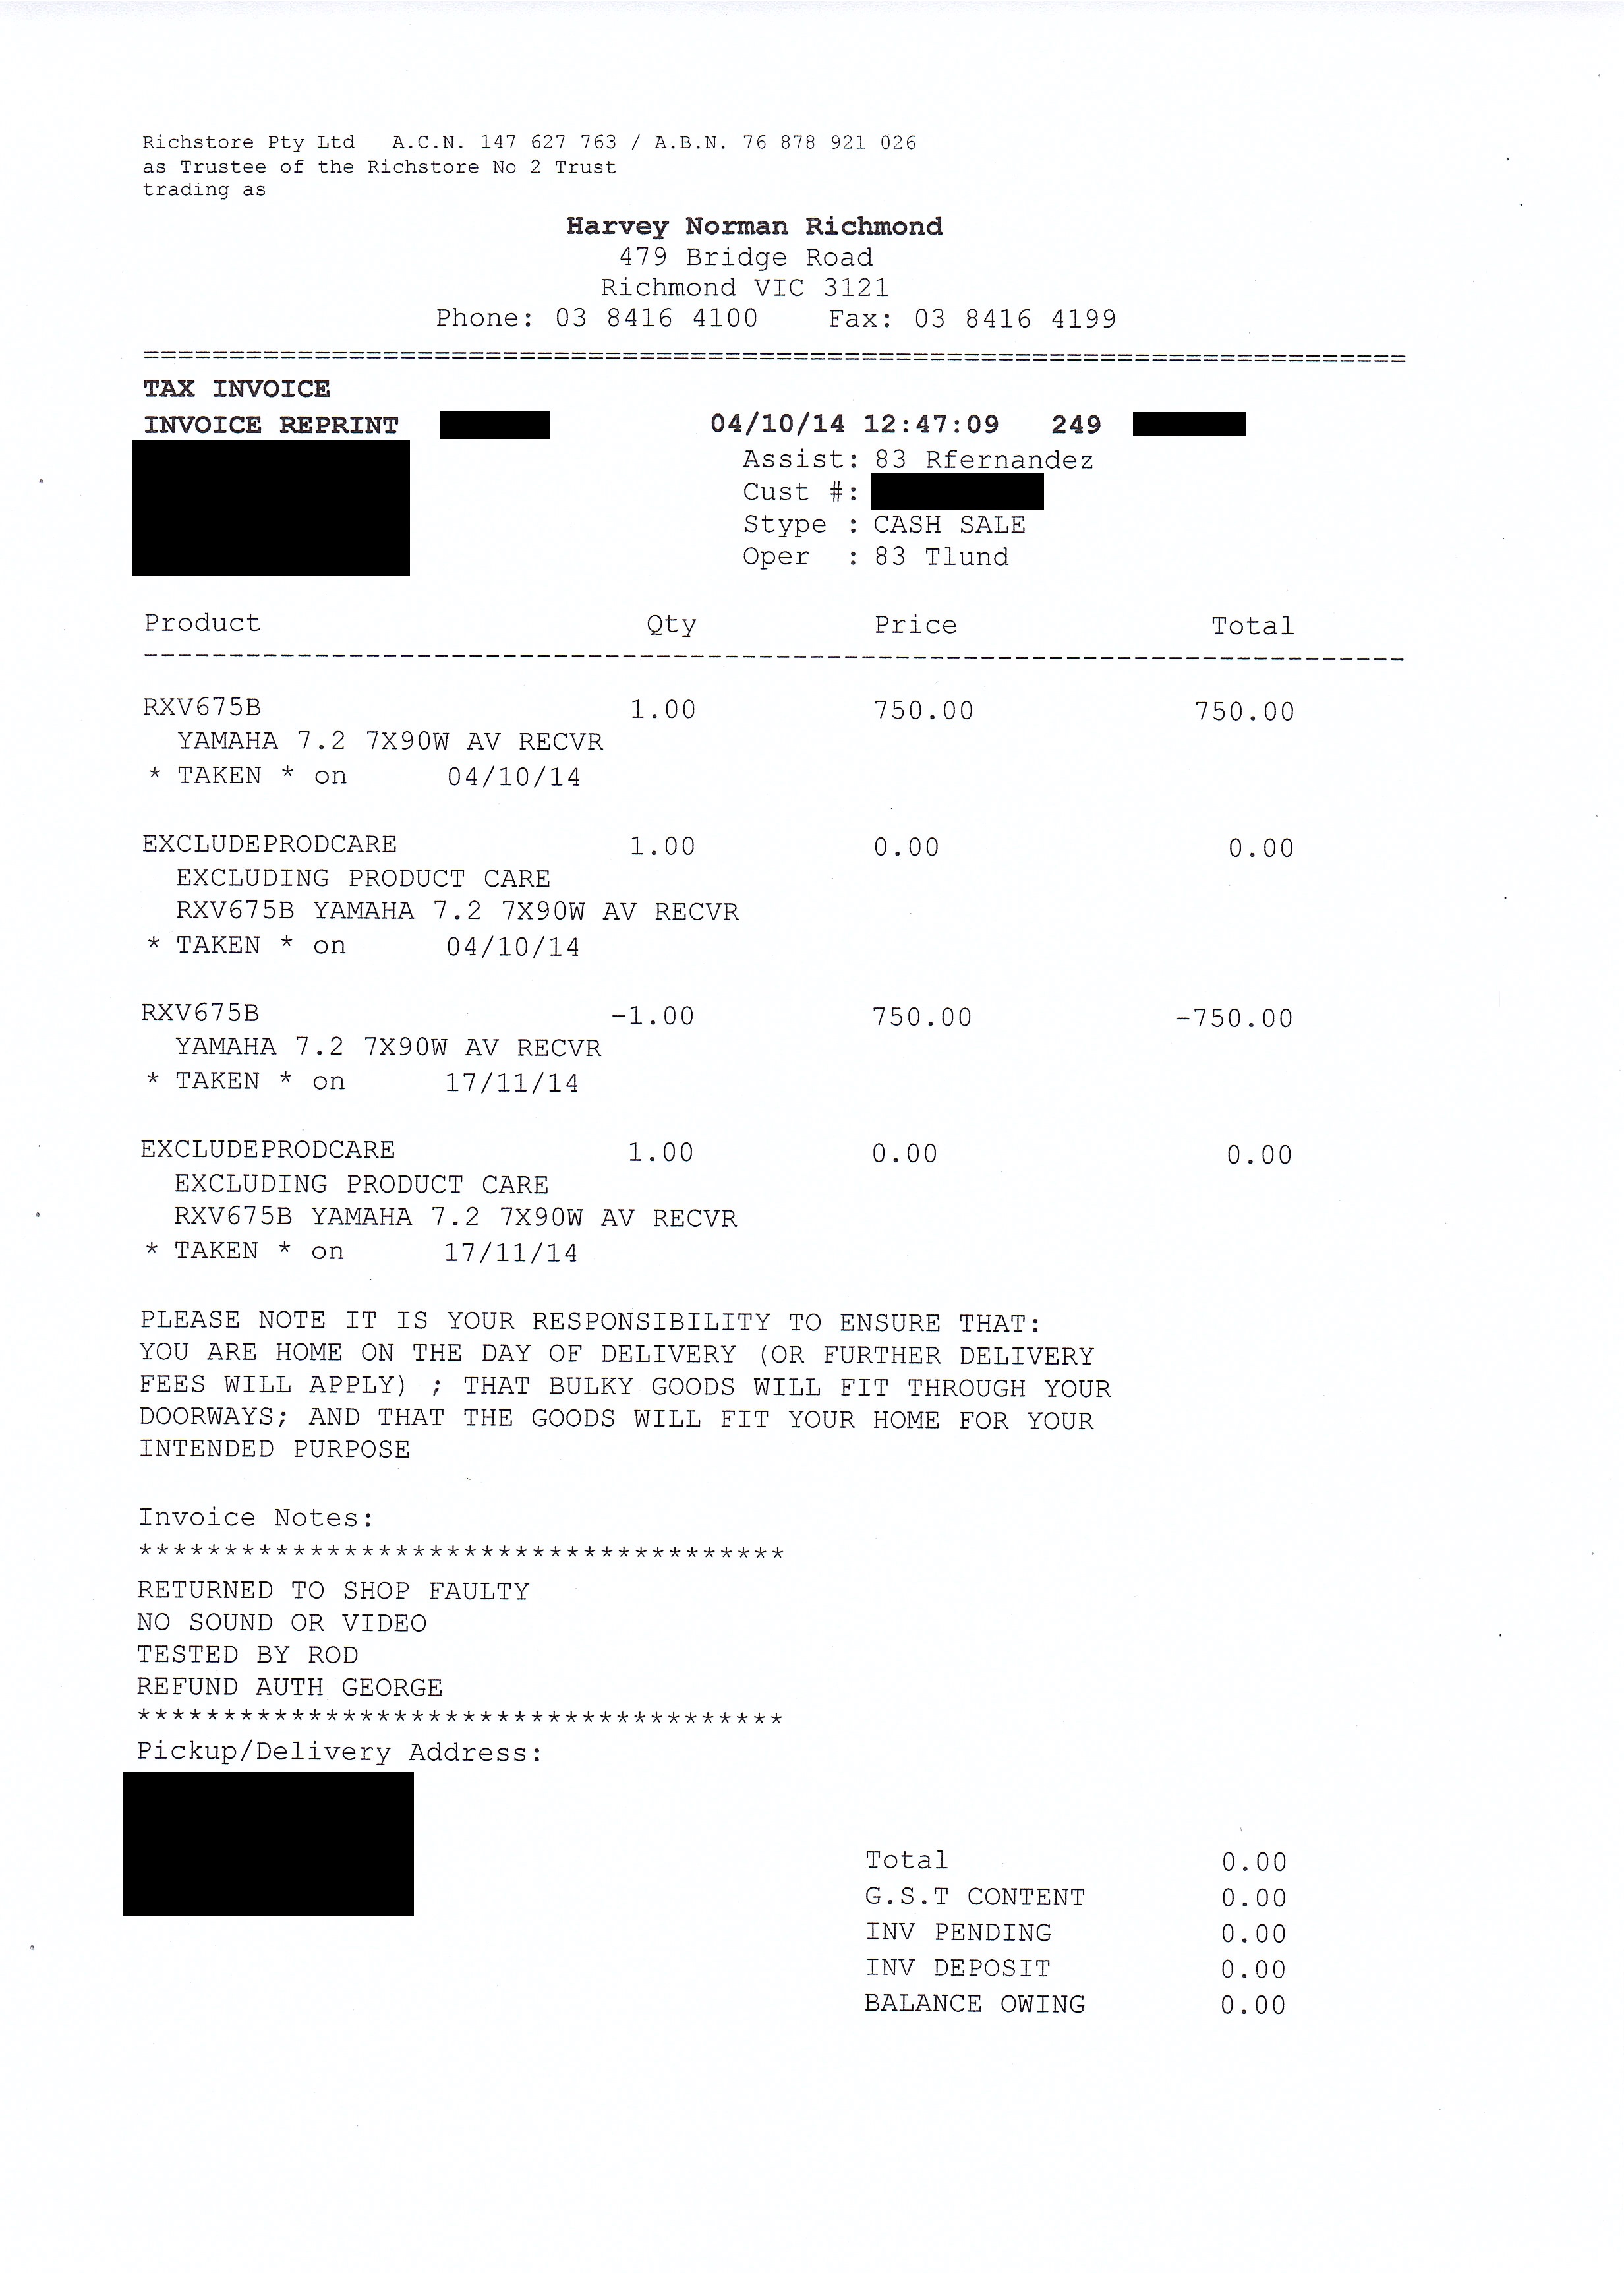 Richstore Pty Ltd   A.C.N. 147 627 763 / A.B.N. 76 878 921 026
as Trustee of the Richstore No 2 Trust
trading as
Harvey Norman Richmond
479 Bridge Road
Richmond VIC 3121
Phone: 03 8416 4100    Fax: 03 8416 4199
==========================================================================
TAX INVOICE
INVOICE REPRINT    04/10/14 12:47:09   249
Assist: 83 Rfernandez
Cust #:
Stype : CASH SALE
Oper  : 83 Tlund
Product    Qty    Price    Total
--------------------------------------------------------------------------
RXV675B    1.00    750.00    750.00
YAMAHA 7.2 7X90W AV RECVR
* TAKEN * on    04/10/14
EXCLUDEPRODCARE    1.00    0.00    0.00
EXCLUDING PRODUCT CARE
RXV675B YAMAHA 7.2 7X90W AV RECVR
* TAKEN * on    04/10/14
RXV675B    -1.00    750.00    -750.00
YAMAHA 7.2 7X90W AV RECVR
* TAKEN * on    17/11/14
EXCLUDEPRODCARE    1.00    0.00    0.00
EXCLUDING PRODUCT CARE
RXV675B YAMAHA 7.2 7X90W AV RECVR
* TAKEN * on    17/11/14
PLEASE NOTE IT IS YOUR RESPONSIBILITY TO ENSURE THAT:
YOU ARE HOME ON THE DAY OF DELIVERY (OR FURTHER DELIVERY
FEES WILL APPLY) ; THAT BULKY GOODS WILL FIT THROUGH YOUR
DOORWAYS; AND THAT THE GOODS WILL FIT YOUR HOME FOR YOUR
INTENDED PURPOSE
Invoice Notes:
**************************************
RETURNED TO SHOP FAULTY
NO SOUND OR VIDEO
TESTED BY ROD
REFUND AUTH GEORGE
**************************************
Pickup/Delivery Address:
Total    0.00
G.S.T CONTENT    0.00
INV PENDING    0.00
INV DEPOSIT    0.00
BALANCE OWING    0.00